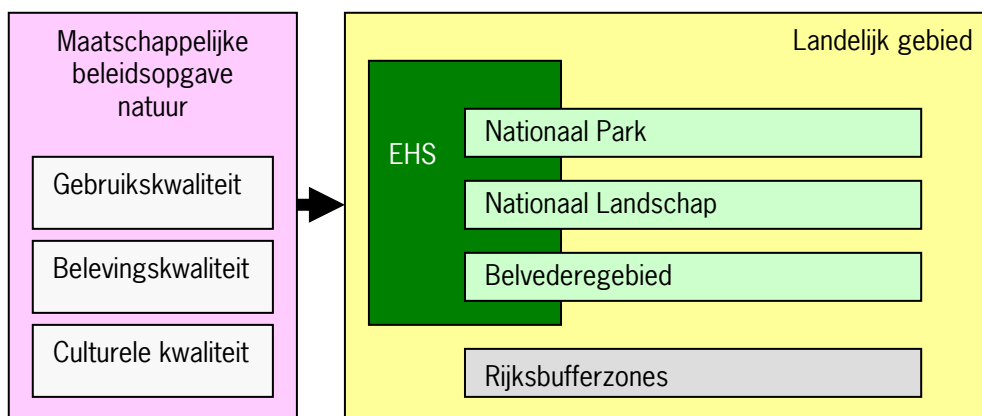 Maatschappelijke
beleidsopgave
natuur
Gebruikskwaliteit
Belevingskwaliteit
Culturele kwaliteit
Landelijk gebied
EHS
Nationaal Park
Nationaal Landschap
Belvederegebied
Rijksbufferzones